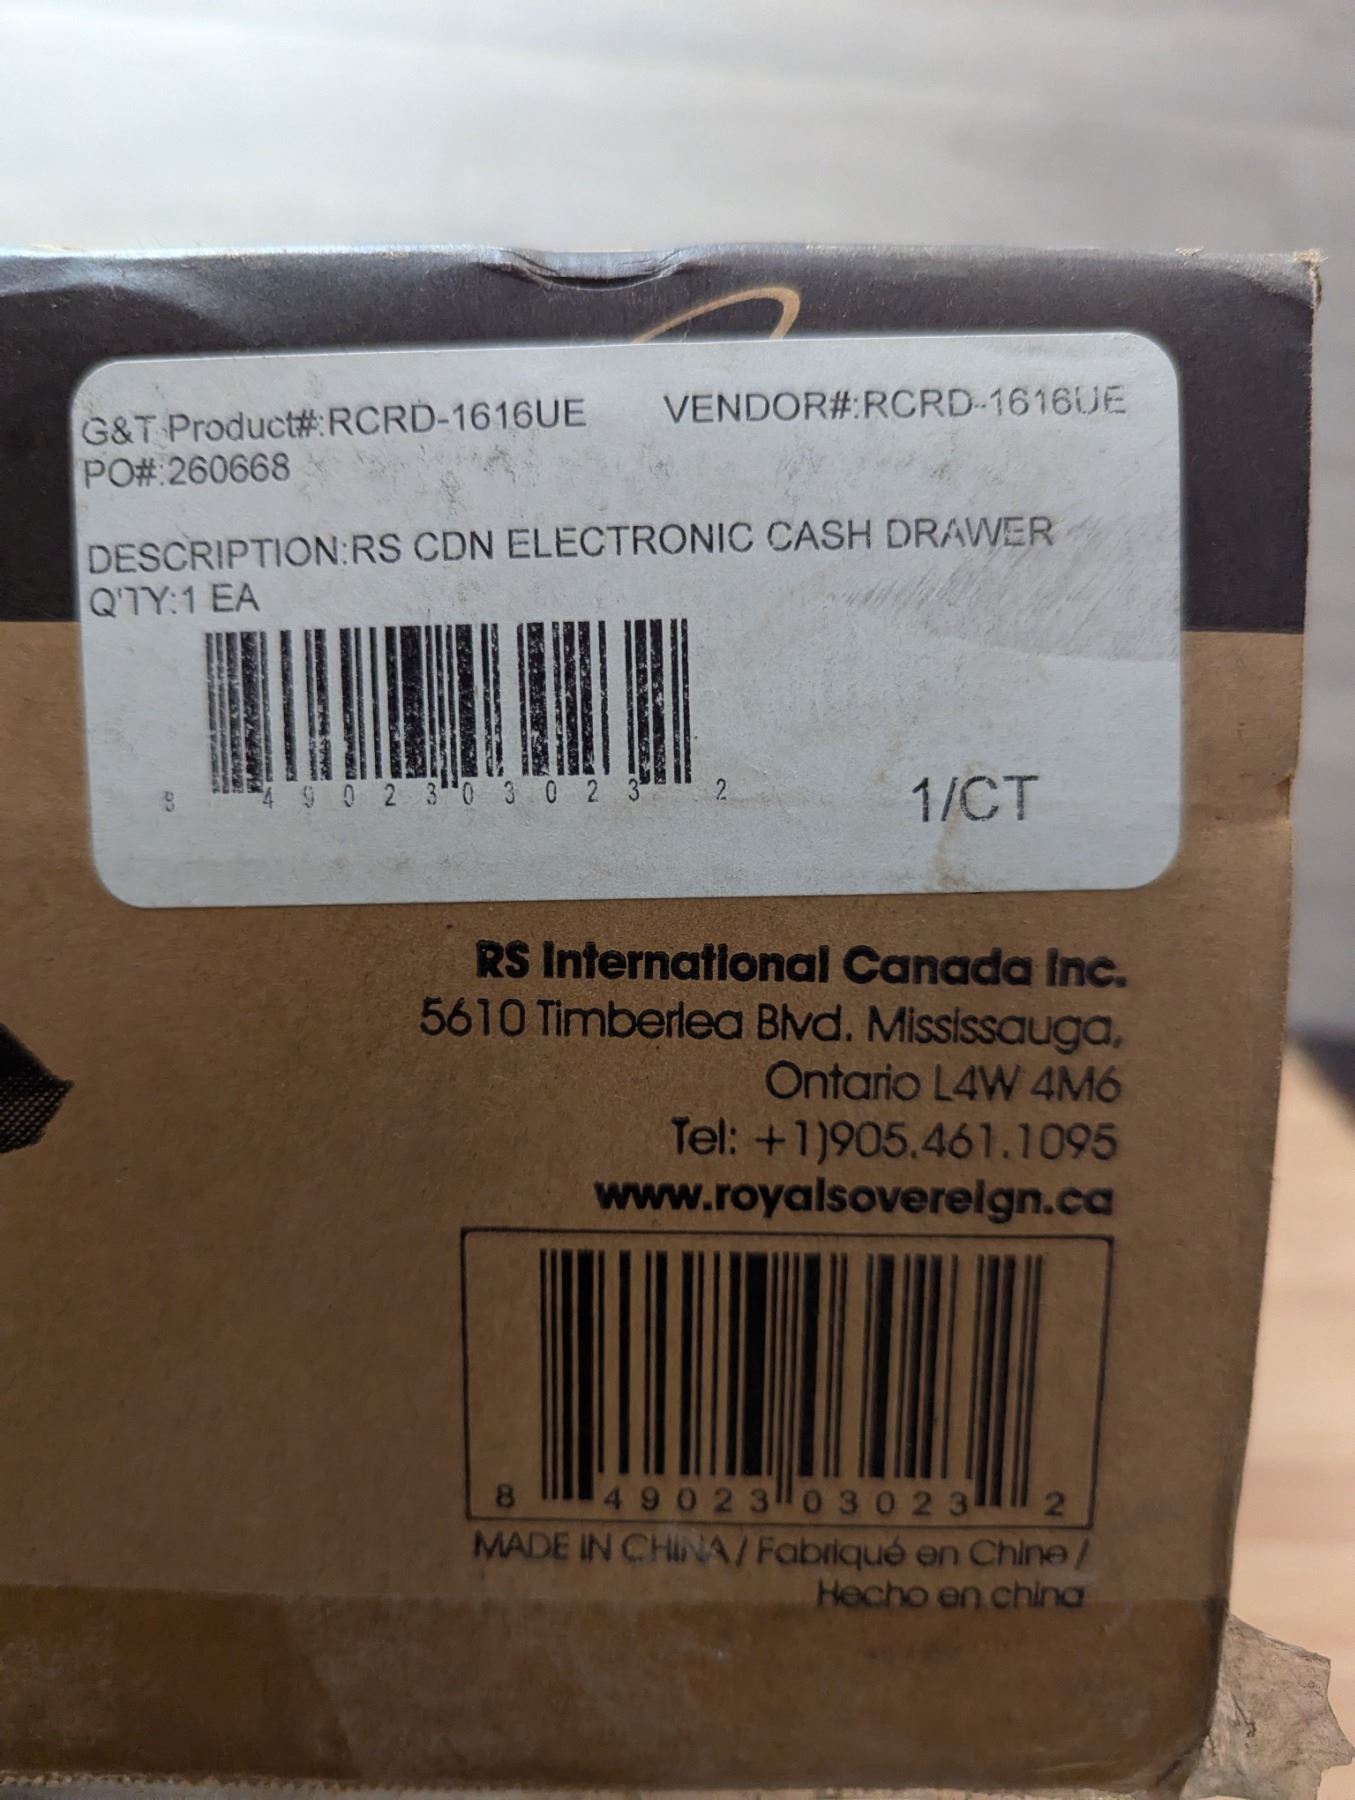 G&T Product#:RCRD-1616UE VENDOR#:RCRD-1616UE
PO#:260668
DESCRIPTION:RS CDN ELECTRONIC CASH DRAWER
Q'TY:1 EA
8 49023 03023 2
1/CT
RS International Canada Inc.
5610 Timberlea Blvd. Mississauga,
Ontario L4W 4M6
Tel: +1)905.461.1095
www.royalsovereign.ca
8 49023 03023 2
MADE IN CHINA / Fabriqué en Chine /
Hecho en china